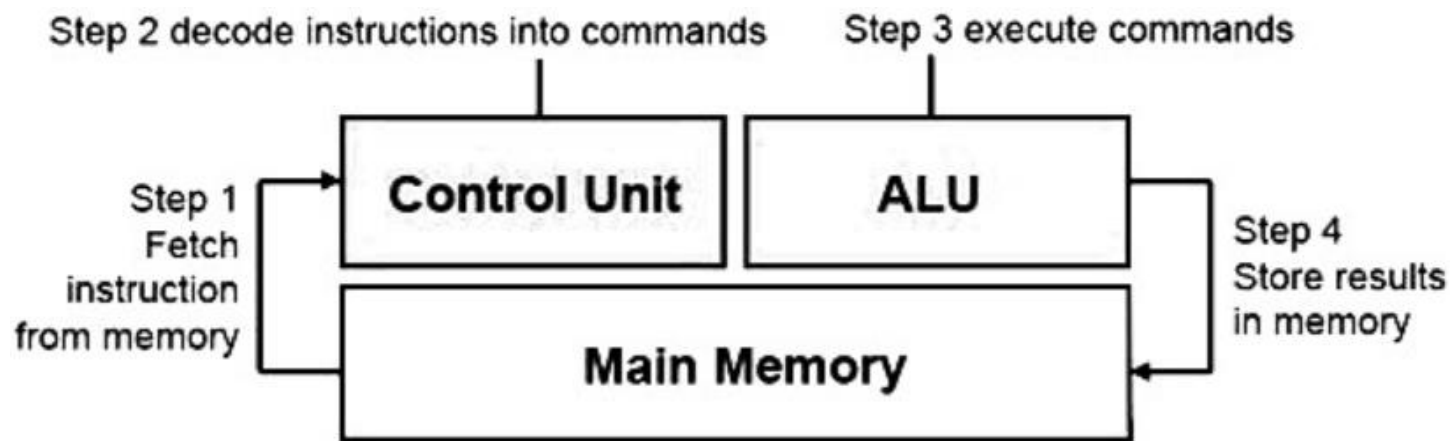 Step 2 decode instructions into commands
Step 3 execute commands
Control Unit
ALU
Step 1
Fetch
instruction
from memory
Step 4
Store results
in memory
Main Memory